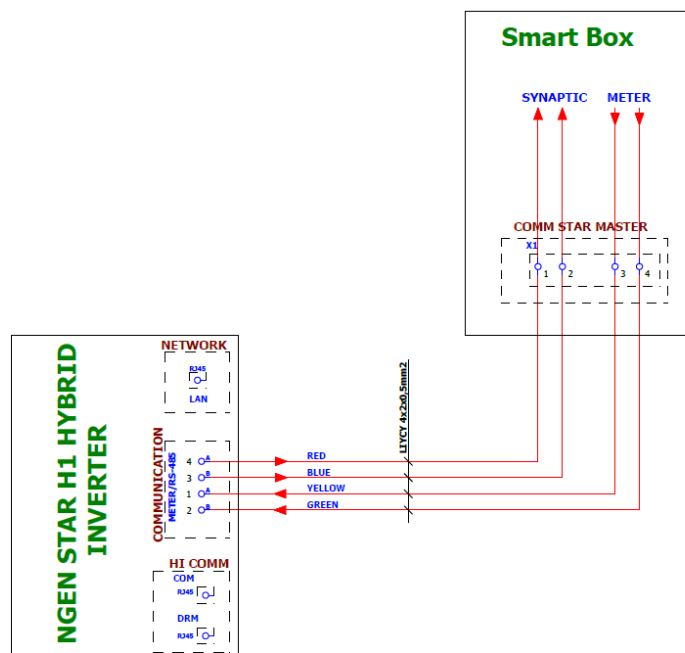 Smart Box
SYNAPTIC METER
COMM STAR MASTER
X1
1 2 3 4
NGEN STAR H1 HYBRID
INVERTER
NETWORK
RJ45
LAN
COMMUNICATION
METER/RS-485
4 A RED
3 B BLUE
1 A YELLOW
2 B GREEN
LIYCY 4x2x0,5mm2
HI COMM
COM
RJ45
DRM
RJ45